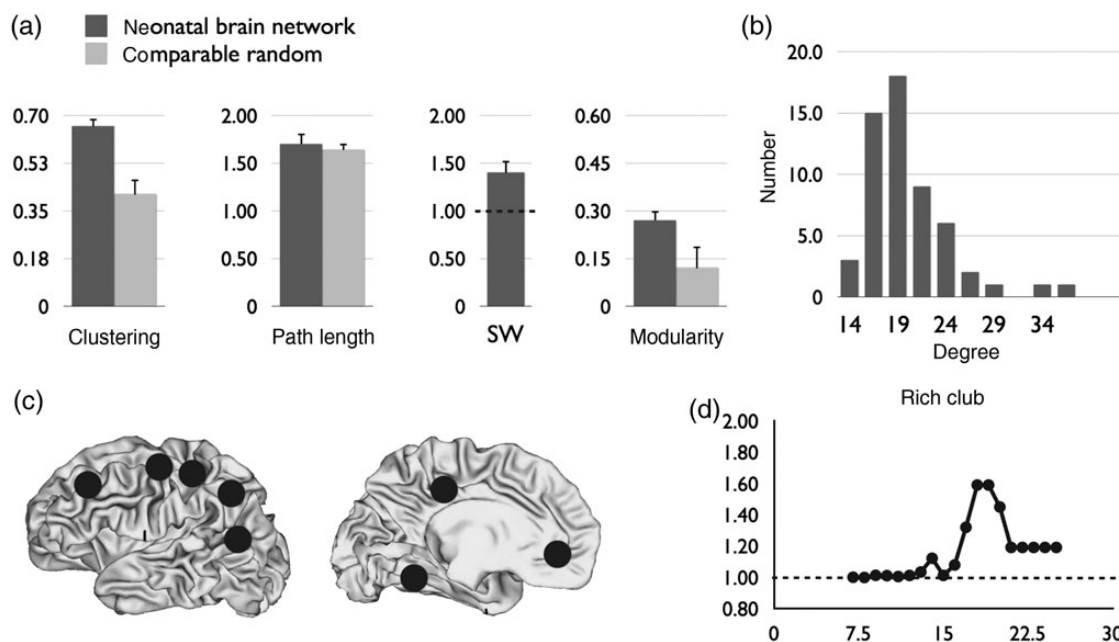 (a)
Neonatal brain network
Comparable random
0.70
0.53
0.35
0.18
0
Clustering
2.00
1.50
1.00
0.50
0
Path length
2.00
1.50
1.00
0.50
0
SW
0.60
0.45
0.30
0.15
0
Modularity
(b)
20.0
15.0
10.0
5.0
0
Number
14 19 24 29 34
Degree
(c)
(d)
Rich club
2.00
1.80
1.60
1.40
1.20
1.00
0.80
0 7.5 15 22.5 30